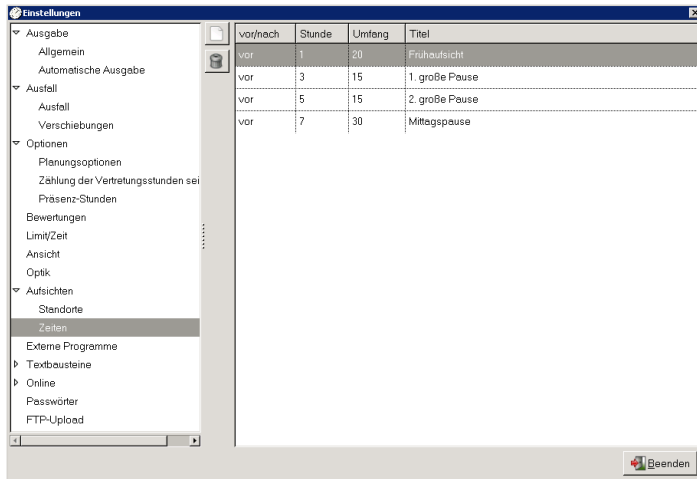 Einstellungen
Ausgabe
Allgemein
Automatische Ausgabe
Ausfall
Ausfall
Verschiebungen
Optionen
Planungsoptionen
Zählung der Vertretungsstunden sei
Präsenz-Stunden
Bewertungen
Limit/Zeit
Ansicht
Optik
Aufsichten
Standorte
Zeiten
Externe Programme
Textbausteine
Online
Passwörter
FTP-Upload
vor/nach Stunde Umfang Titel
vor 1 20 Frühaufsicht
vor 3 15 1. große Pause
vor 5 15 2. große Pause
vor 7 30 Mittagspause
Beenden